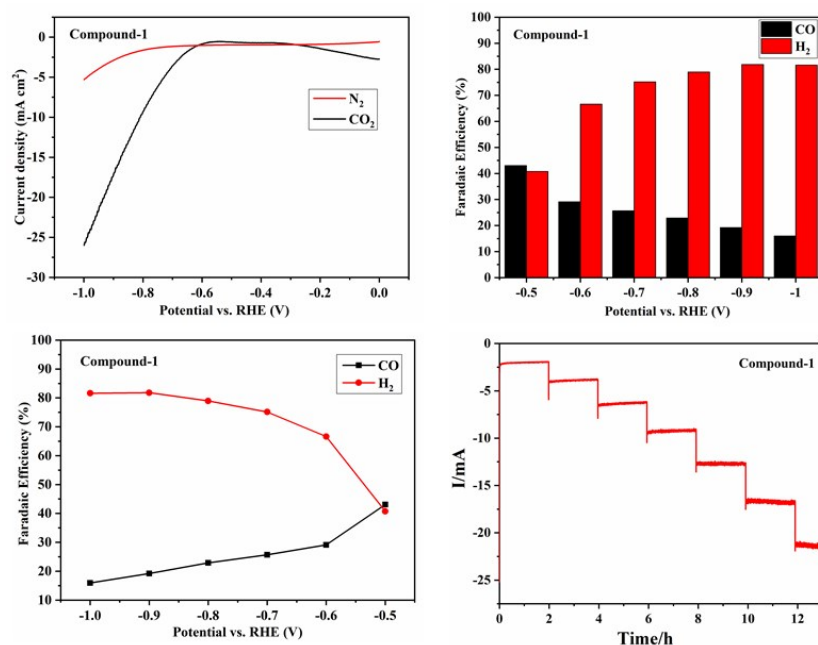 Compound-1
N2
CO2
Current density (mA cm2)
0
-5
-10
-15
-20
-25
-30
-1.0 -0.8 -0.6 -0.4 -0.2 0.0
Potential vs. RHE (V)
Compound-1
CO
H2
Faradaic Efficiency (%)
100
90
80
70
60
50
40
30
20
10
0
-0.5 -0.6 -0.7 -0.8 -0.9 -1
Potential vs. RHE (V)
Compound-1
CO
H2
Faradaic Efficiency (%)
100
90
80
70
60
50
40
30
20
10
-1.0 -0.9 -0.8 -0.7 -0.6 -0.5
Potential vs. RHE (V)
Compound-1
I/mA
0
-5
-10
-15
-20
-25
0 2 4 6 8 10 12
Time/h